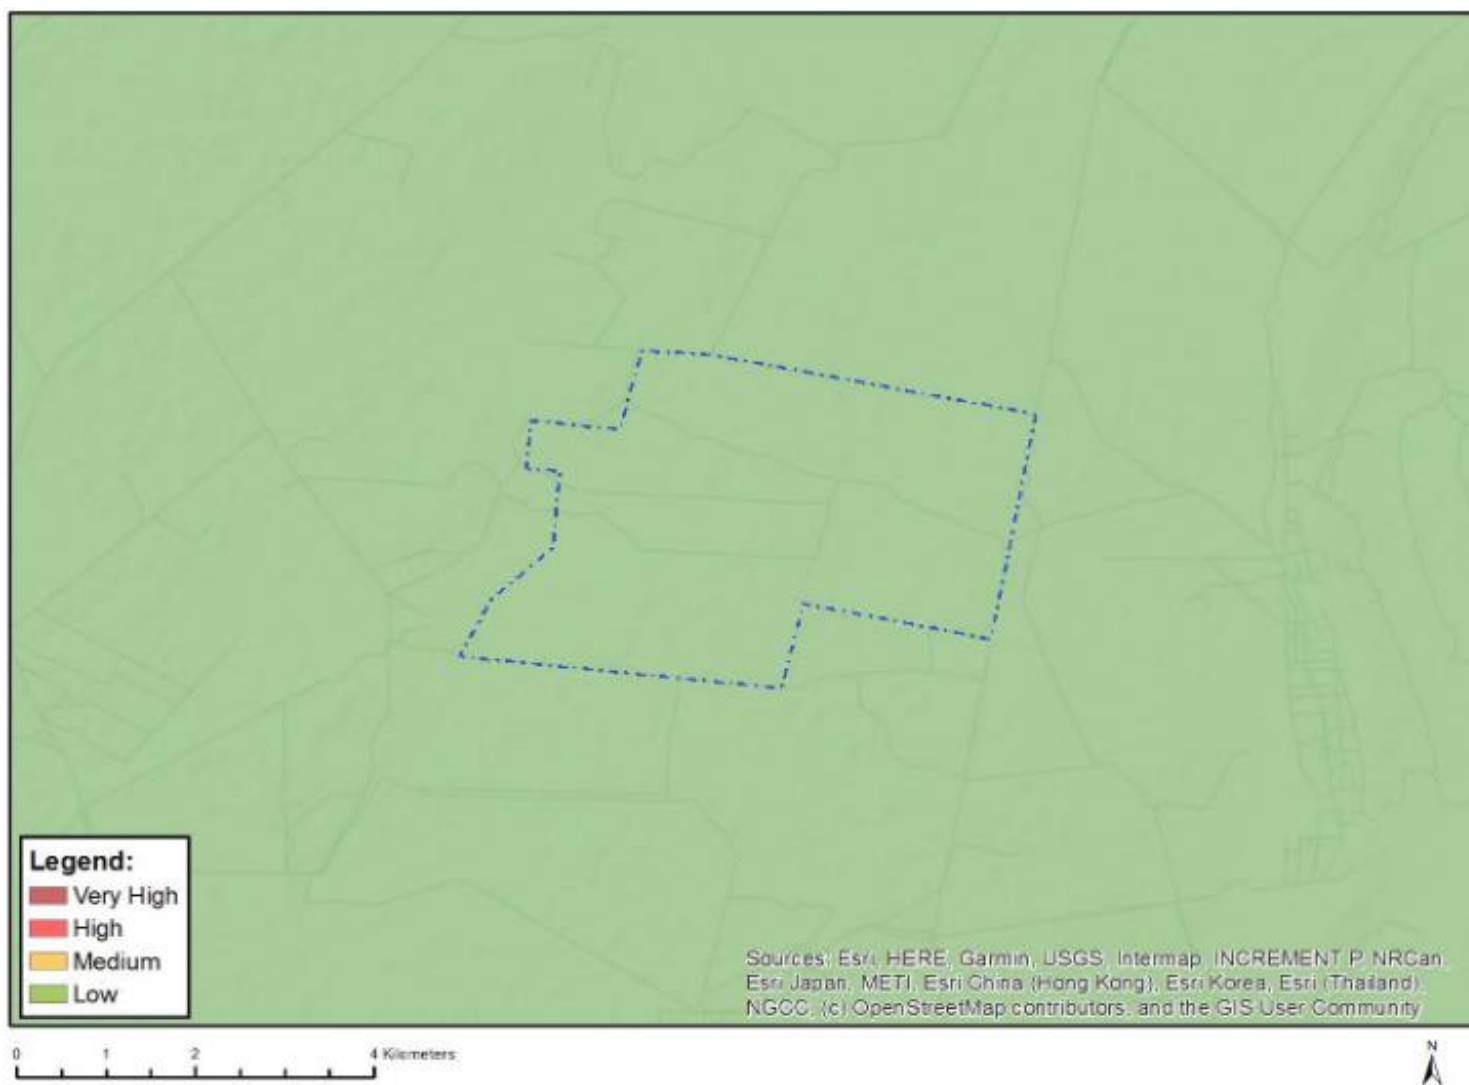 Legend:
Very High
High
Medium
Low
Sources: Esri, HERE, Garmin, USGS, Intermap, INCREMENT P, NRCan,
Esri Japan, METI, Esri China (Hong Kong), Esri Korea, Esri (Thailand),
NGCC, (c) OpenStreetMap contributors, and the GIS User Community
0 1 2 4 Kilometers
N